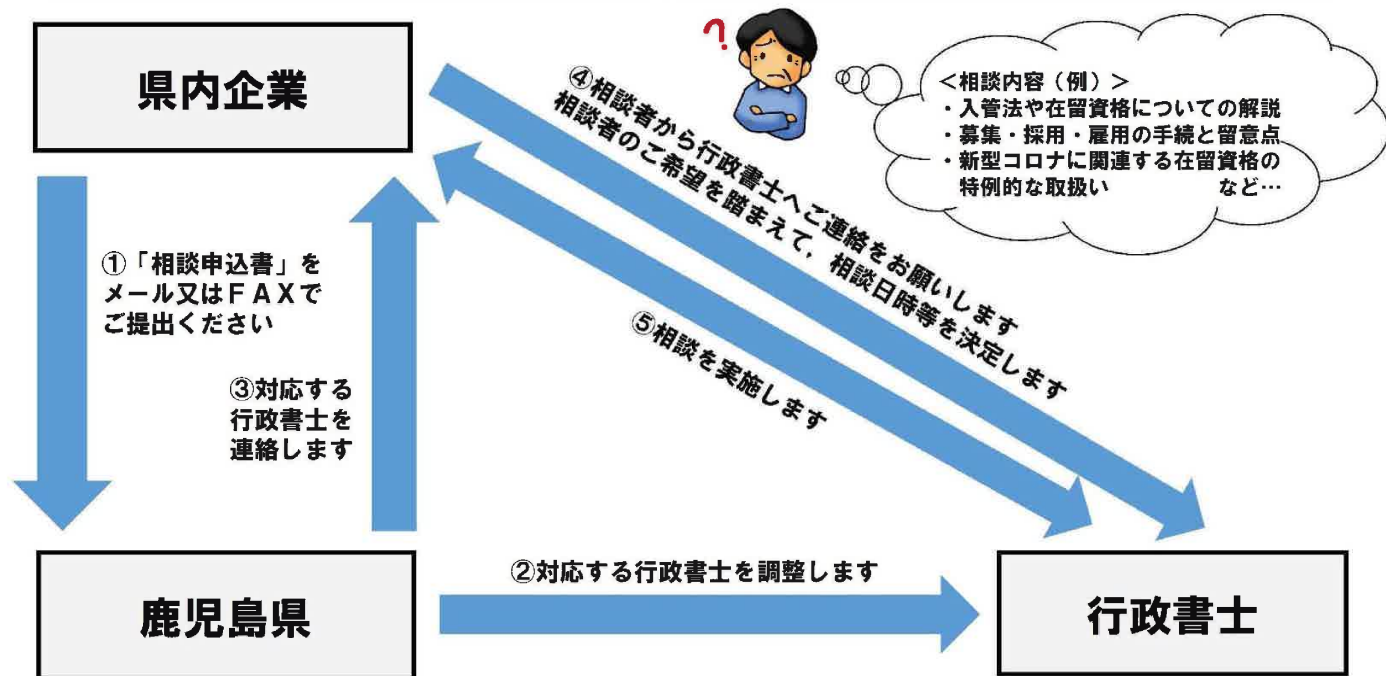 県内企業
?
＜相談内容（例）＞
・入管法や在留資格についての解説
・募集・採用・雇用の手続と留意点
・新型コロナに関連する在留資格の
特例的な取扱い　など…
①「相談申込書」を
メール又はＦＡＸで
ご提出ください
③対応する
行政書士を
連絡します
④相談者から行政書士へご連絡をお願いします
相談者のご希望を踏まえて，相談日時等を決定します
⑤相談を実施します
②対応する行政書士を調整します
鹿児島県
行政書士